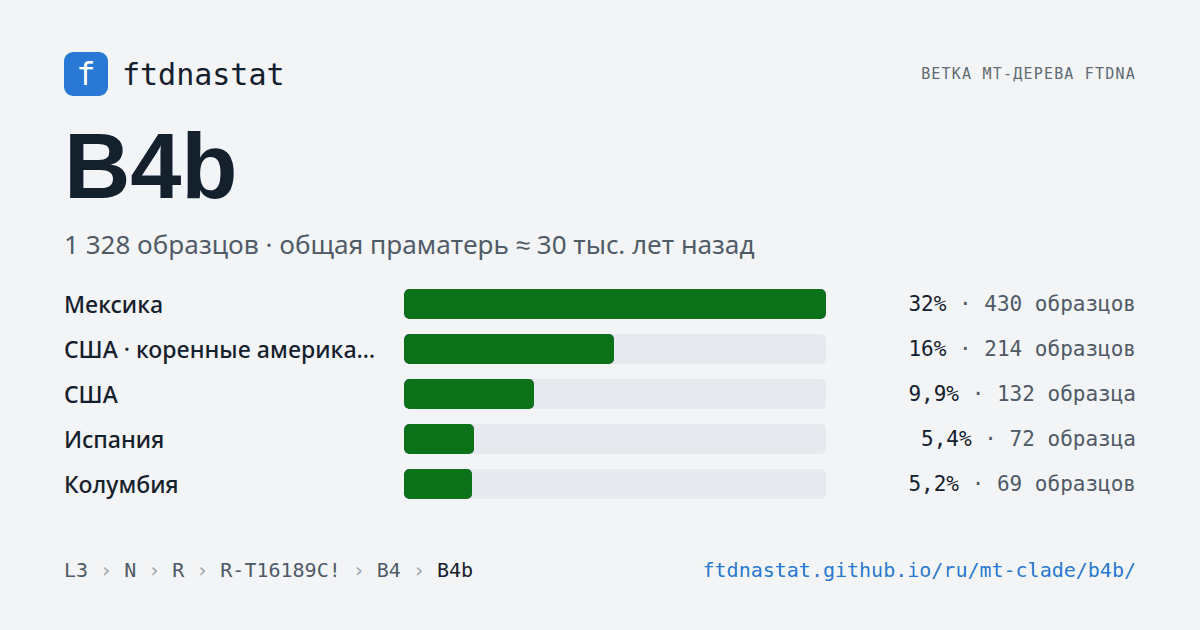 f ftdnastat
ВЕТКА МТ-ДЕРЕВА FTDNA
B4b
1 328 образцов · общая праматерь ≈ 30 тыс. лет назад
Мексика 32% · 430 образцов
США · коренные америка… 16% · 214 образцов
США 9,9% · 132 образца
Испания 5,4% · 72 образца
Колумбия 5,2% · 69 образцов
L3 › N › R › R-T16189C! › B4 › B4b
ftdnastat.github.io/ru/mt-clade/b4b/